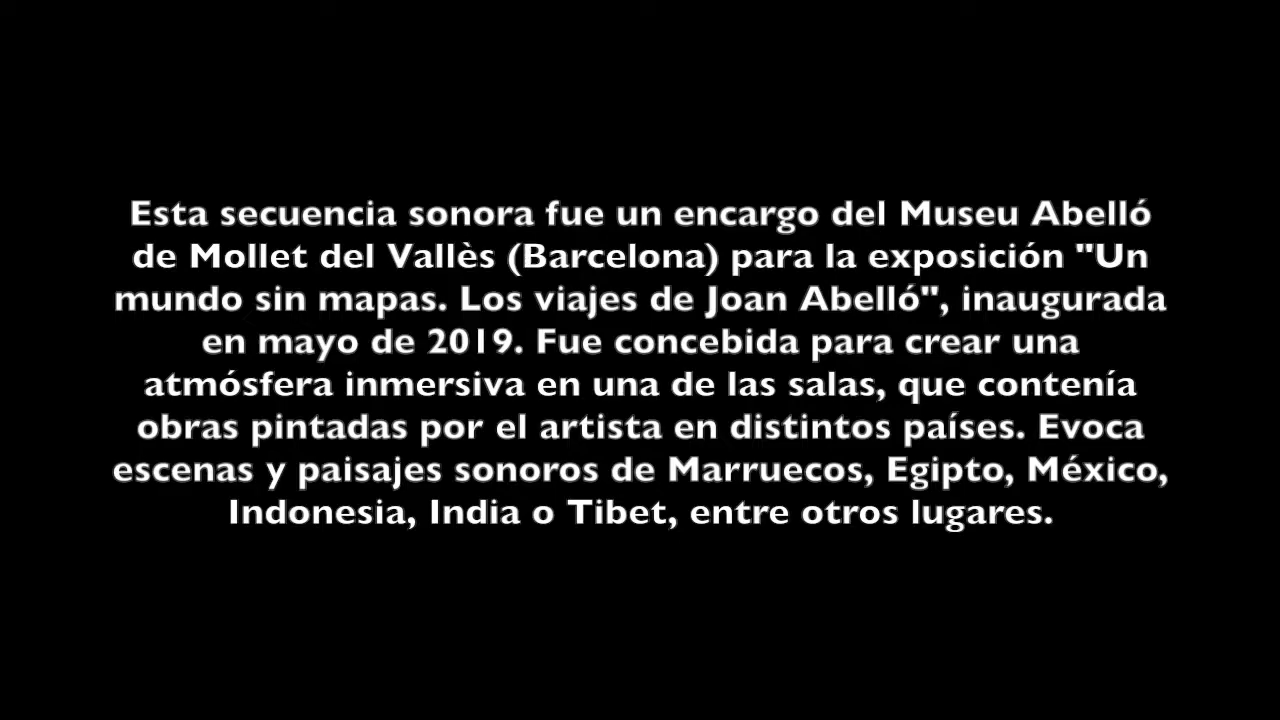 Esta secuencia sonora fue un encargo del Museu Abelló
de Mollet del Vallès (Barcelona) para la exposición "Un
mundo sin mapas. Los viajes de Joan Abelló", inaugurada
en mayo de 2019. Fue concebida para crear una
atmósfera inmersiva en una de las salas, que contenía
obras pintadas por el artista en distintos países. Evoca
escenas y paisajes sonoros de Marruecos, Egipto, México,
Indonesia, India o Tibet, entre otros lugares.